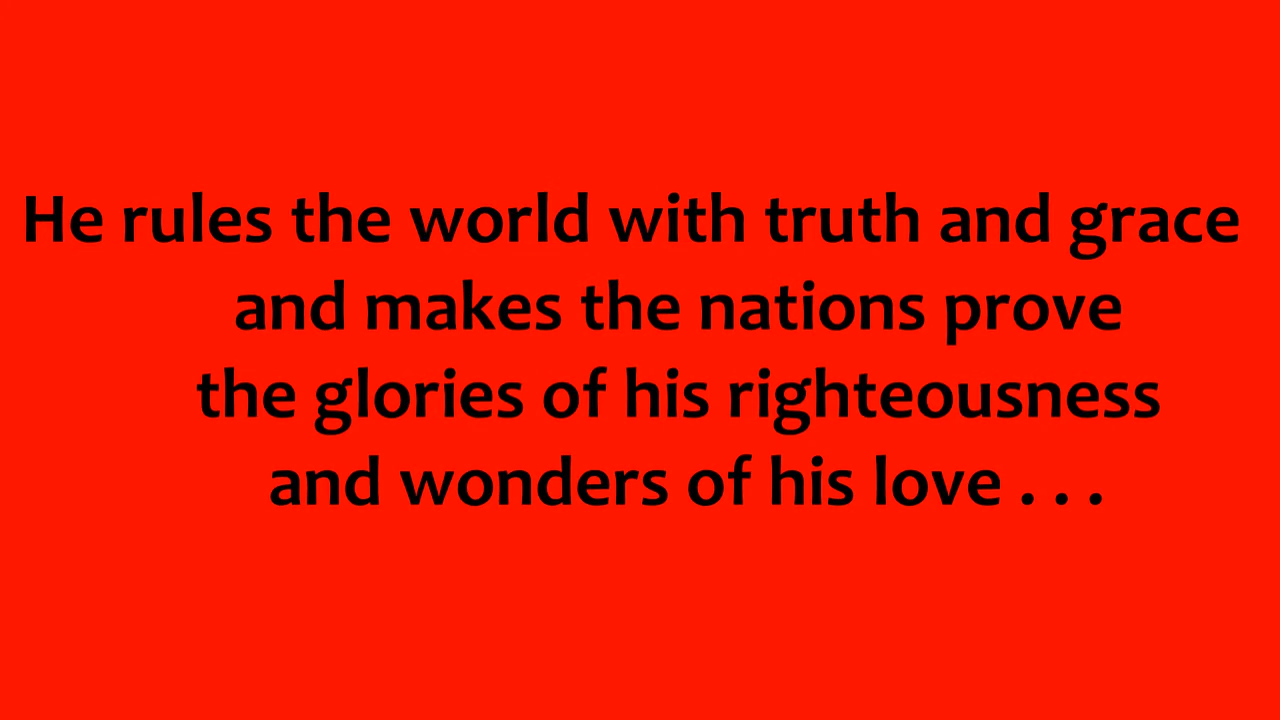 He rules the world with truth and grace
and makes the nations prove
the glories of his righteousness
and wonders of his love . . .